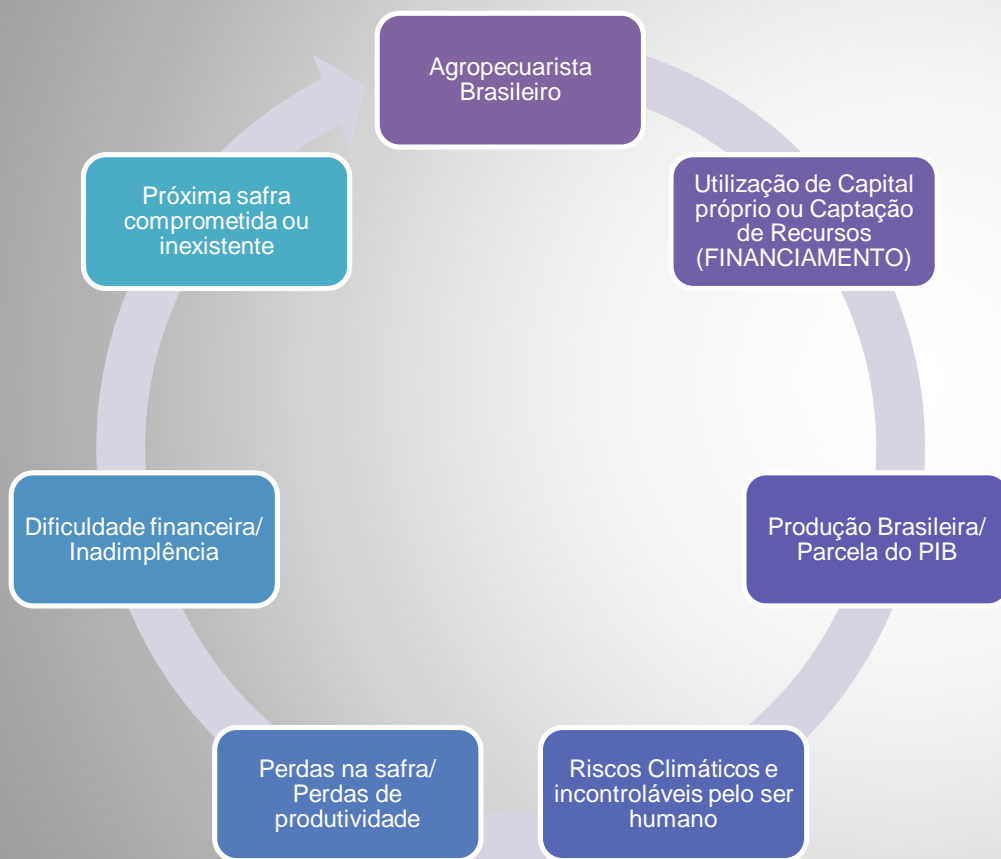 Agropecuarista
Brasileiro
Utilização de Capital
próprio ou Captação
de Recursos
(FINANCIAMENTO)
Produção Brasileira/
Parcela do PIB
Riscos Climáticos e
incontroláveis pelo ser
humano
Perdas na safra/
Perdas de
produtividade
Dificuldade financeira/
Inadimplência
Próxima safra
comprometida ou
inexistente